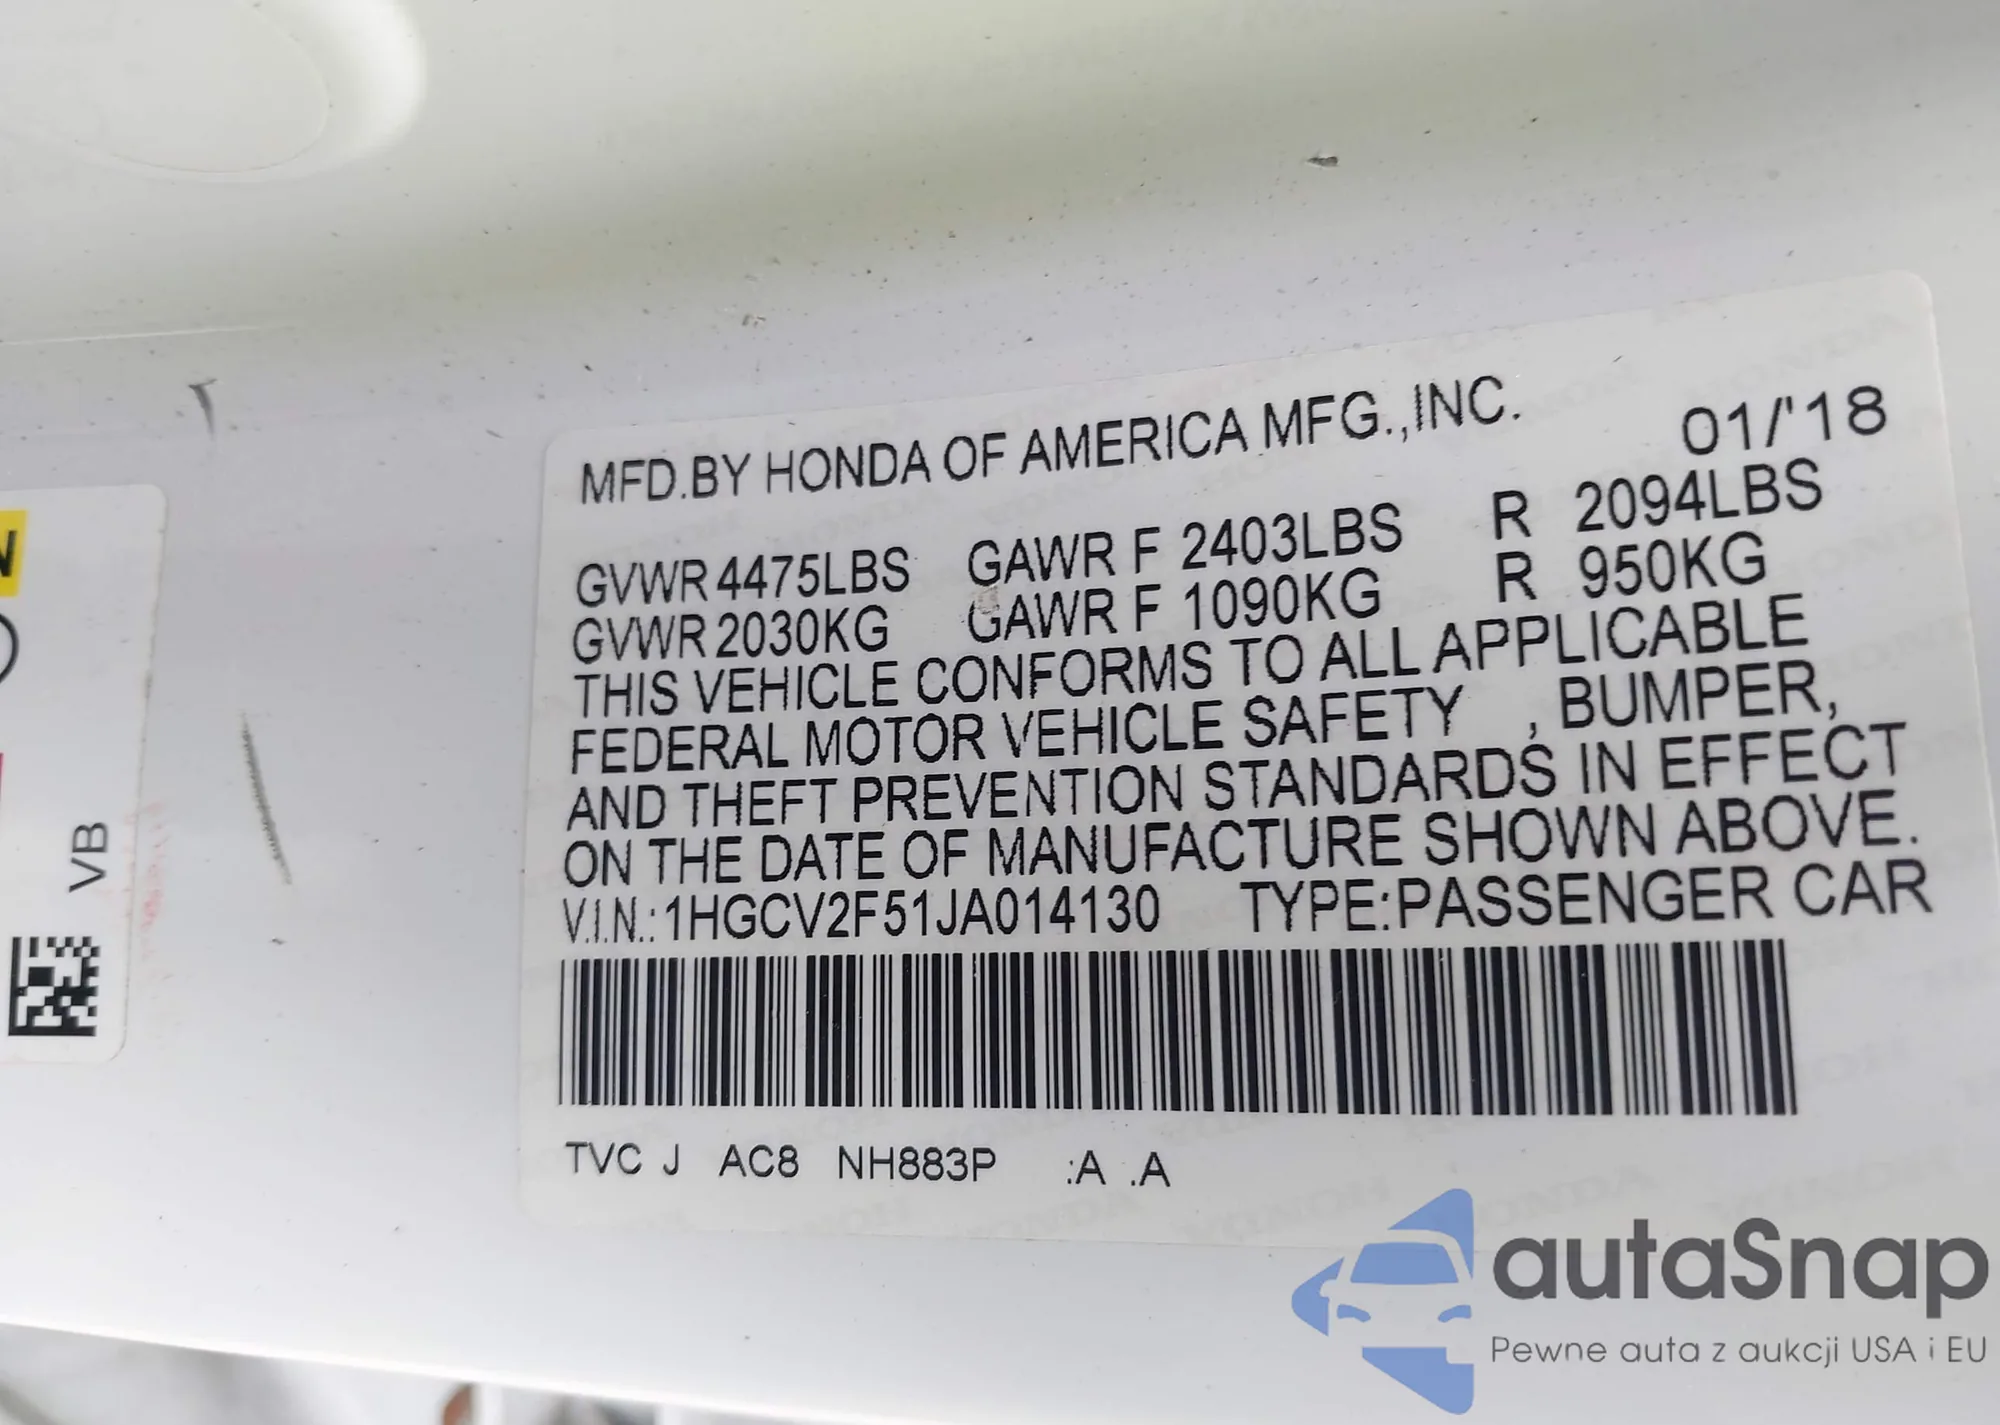 MFD.BY HONDA OF AMERICA MFG.,INC. 01/'18
GVWR 4475LBS GAWR F 2403LBS R 2094LBS
GVWR 2030KG GAWR F 1090KG R 950KG
THIS VEHICLE CONFORMS TO ALL APPLICABLE
FEDERAL MOTOR VEHICLE SAFETY , BUMPER,
AND THEFT PREVENTION STANDARDS IN EFFECT
ON THE DATE OF MANUFACTURE SHOWN ABOVE.
V.I.N.: 1HGCV2F51JA014130 TYPE:PASSENGER CAR
TVC J AC8 NH883P :A .A
VB
N
autaSnap
Pewne auta z aukcji USA i EU